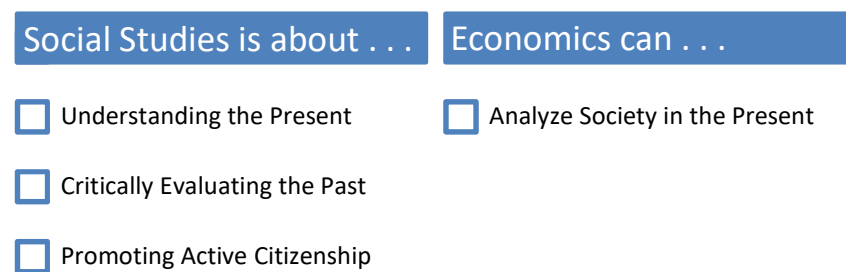 Social Studies is about . . .
Understanding the Present
Critically Evaluating the Past
Promoting Active Citizenship
Economics can . . .
Analyze Society in the Present